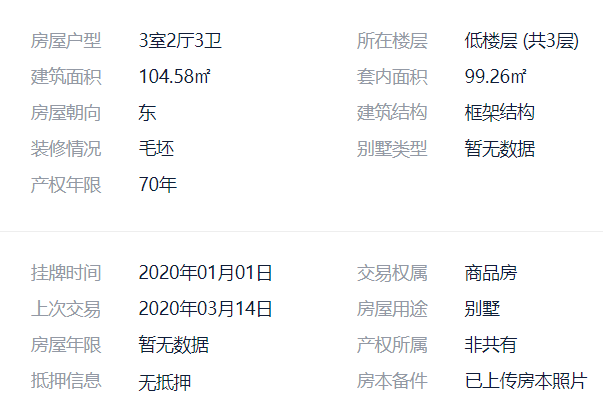 房屋户型 3室2厅3卫 所在楼层 低楼层 (共3层)
建筑面积 104.58㎡ 套内面积 99.26㎡
房屋朝向 东 建筑结构 框架结构
装修情况 毛坯 别墅类型 暂无数据
产权年限 70年
挂牌时间 2020年01月01日 交易权属 商品房
上次交易 2020年03月14日 房屋用途 别墅
房屋年限 暂无数据 产权所属 非共有
抵押信息 无抵押 房本备件 已上传房本照片